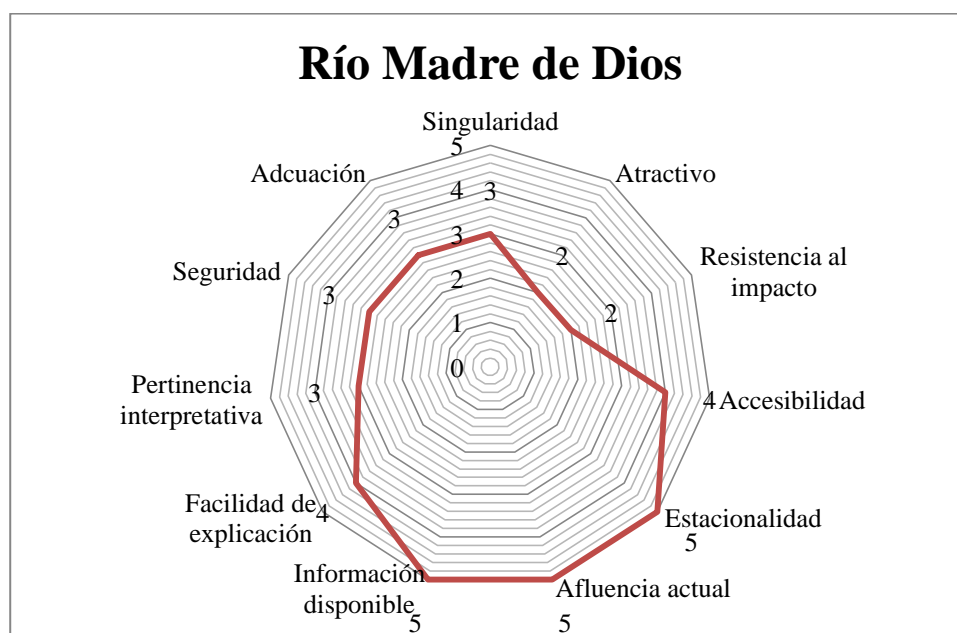 Río Madre de Dios
Singularidad
5
Adcuación
Atractivo
4
3
3
2
3
Seguridad
Resistencia al
impacto
3
2
2
1
0
Pertinencia
interpretativa
3
4
Accesibilidad
Facilidad de
explicación
4
Estacionalidad
5
Información
disponible
5
Afluencia actual
5